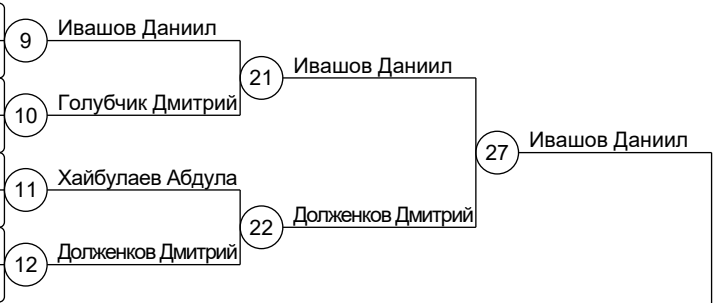 9 Ивашов Даниил
21 Ивашов Даниил
10 Голубчик Дмитрий
27 Ивашов Даниил
11 Хайбулаев Абдула
22 Долженков Дмитрий
12 Долженков Дмитрий